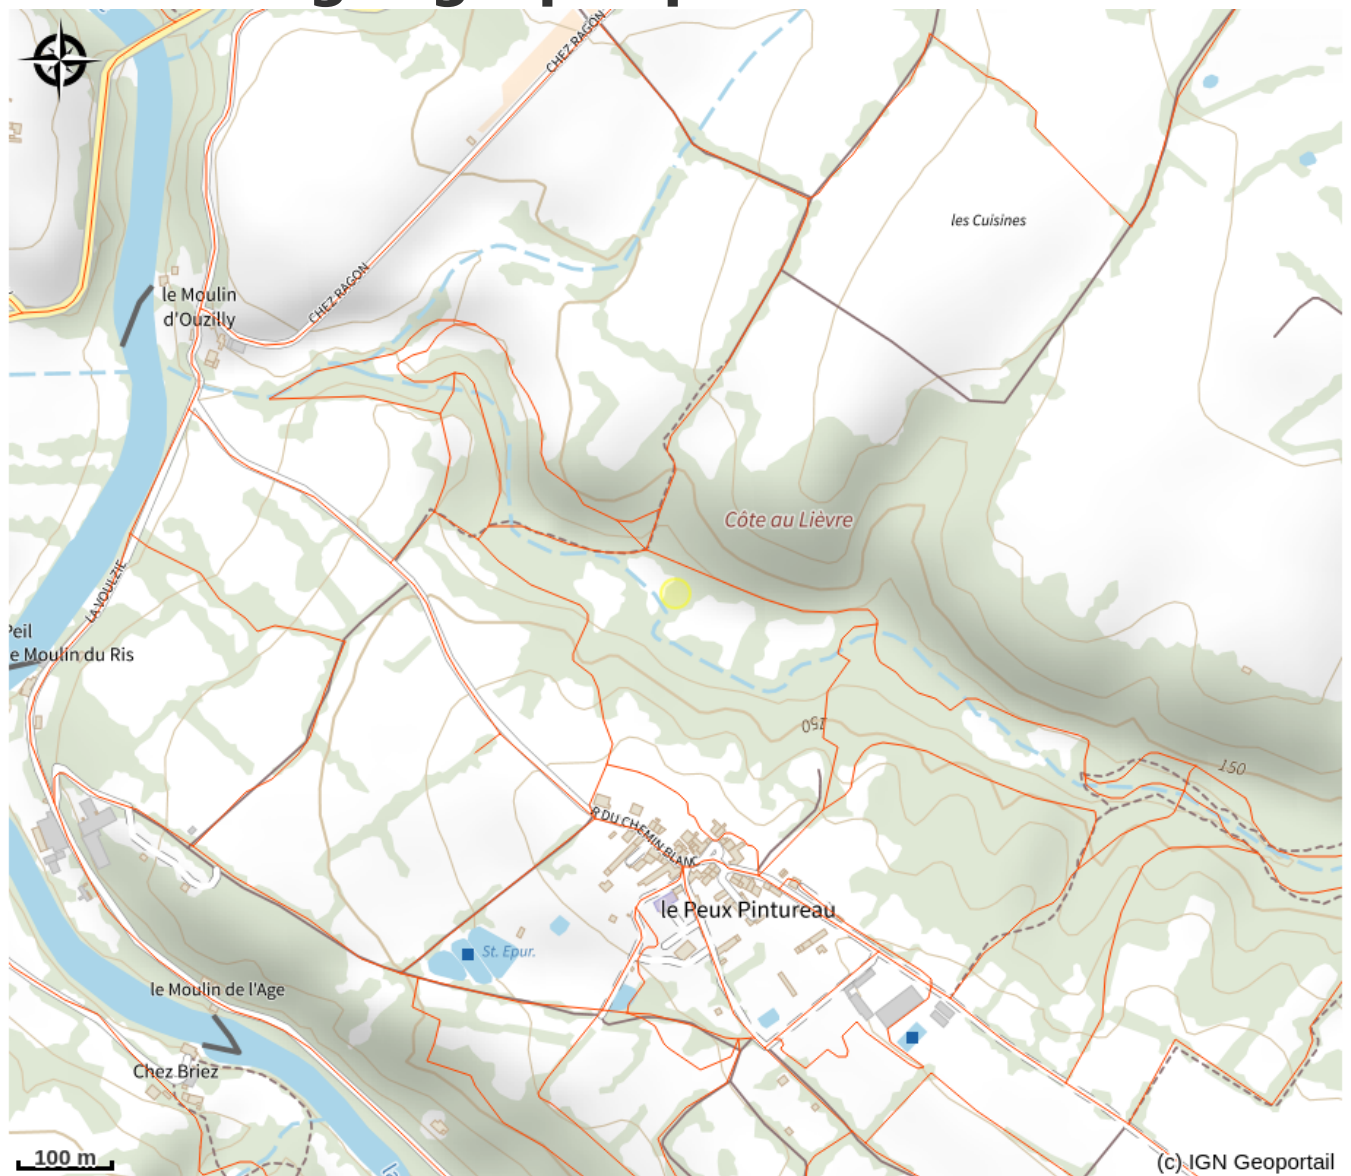 CHEZ RAGON
les Cuisines
le Moulin
d'Ouzilly
CHEZ RAGON
Côte au Lièvre
LA VOULZIE
Peil
e Moulin du Ris
150
150
R DU CHEMIN BLANC
le Peux Pintureau
St. Epur.
le Moulin de l'Age
Chez Briez
100 m
(c) IGN Geoportail